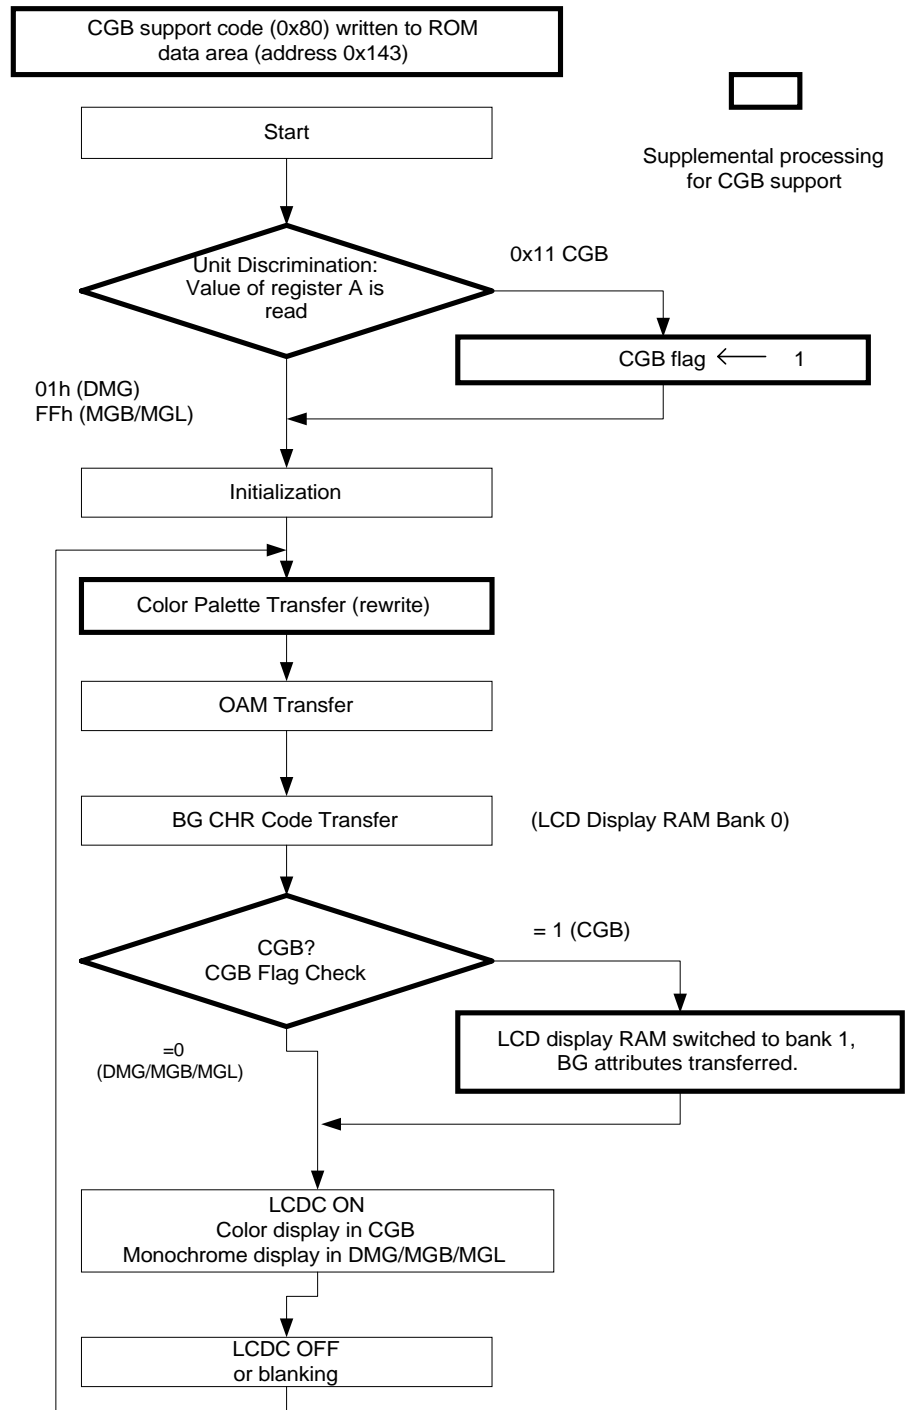 CGB support code (0x80) written to ROM
data area (address 0x143)
Start
Supplemental processing
for CGB support
Unit Discrimination:
Value of register A is
read
0x11 CGB
CGB flag ← 1
01h (DMG)
FFh (MGB/MGL)
Initialization
Color Palette Transfer (rewrite)
OAM Transfer
BG CHR Code Transfer
(LCD Display RAM Bank 0)
CGB?
CGB Flag Check
= 1 (CGB)
LCD display RAM switched to bank 1,
BG attributes transferred.
=0
(DMG/MGB/MGL)
LCDC ON
Color display in CGB
Monochrome display in DMG/MGB/MGL
LCDC OFF
or blanking